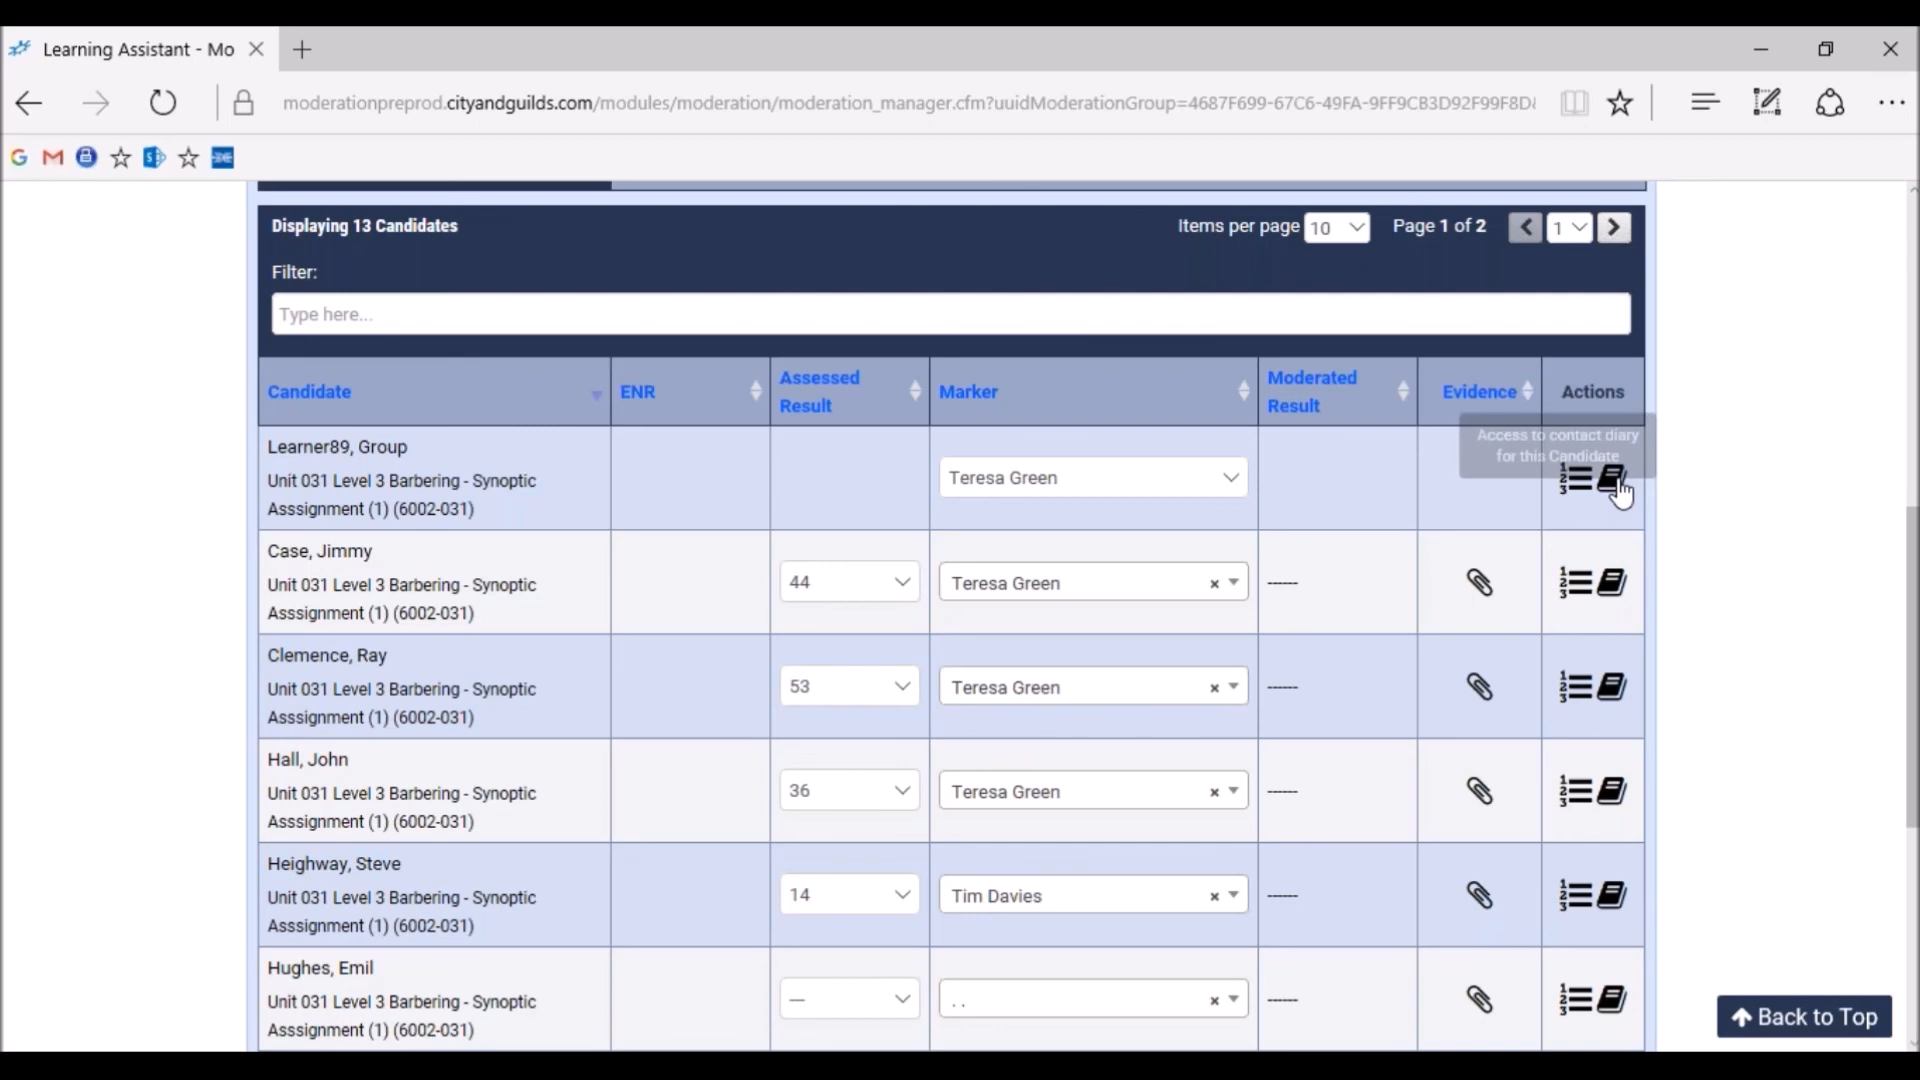 Learning Assistant - Mo
moderationpreprod.cityandguilds.com/modules/moderation/moderation_manager.cfm?uuidModerationGroup=4687F699-67C6-49FA-9FF9CB3D92F99F8D
Displaying 13 Candidates
Items per page 10 Page 1 of 2 1
Filter:
Type here...
Candidate ENR Assessed Result Marker Moderated Result Evidence Actions
Access to contact diary
for this Candidate
Learner89, Group
Unit 031 Level 3 Barbering - Synoptic
Asssignment (1) (6002-031)
Teresa Green
Case, Jimmy
Unit 031 Level 3 Barbering - Synoptic
Asssignment (1) (6002-031)
44 Teresa Green × ------
Clemence, Ray
Unit 031 Level 3 Barbering - Synoptic
Asssignment (1) (6002-031)
53 Teresa Green × ------
Hall, John
Unit 031 Level 3 Barbering - Synoptic
Asssignment (1) (6002-031)
36 Teresa Green × ------
Heighway, Steve
Unit 031 Level 3 Barbering - Synoptic
Asssignment (1) (6002-031)
14 Tim Davies × ------
Hughes, Emil
Unit 031 Level 3 Barbering - Synoptic
Asssignment (1) (6002-031)
— . . × ------
Back to Top